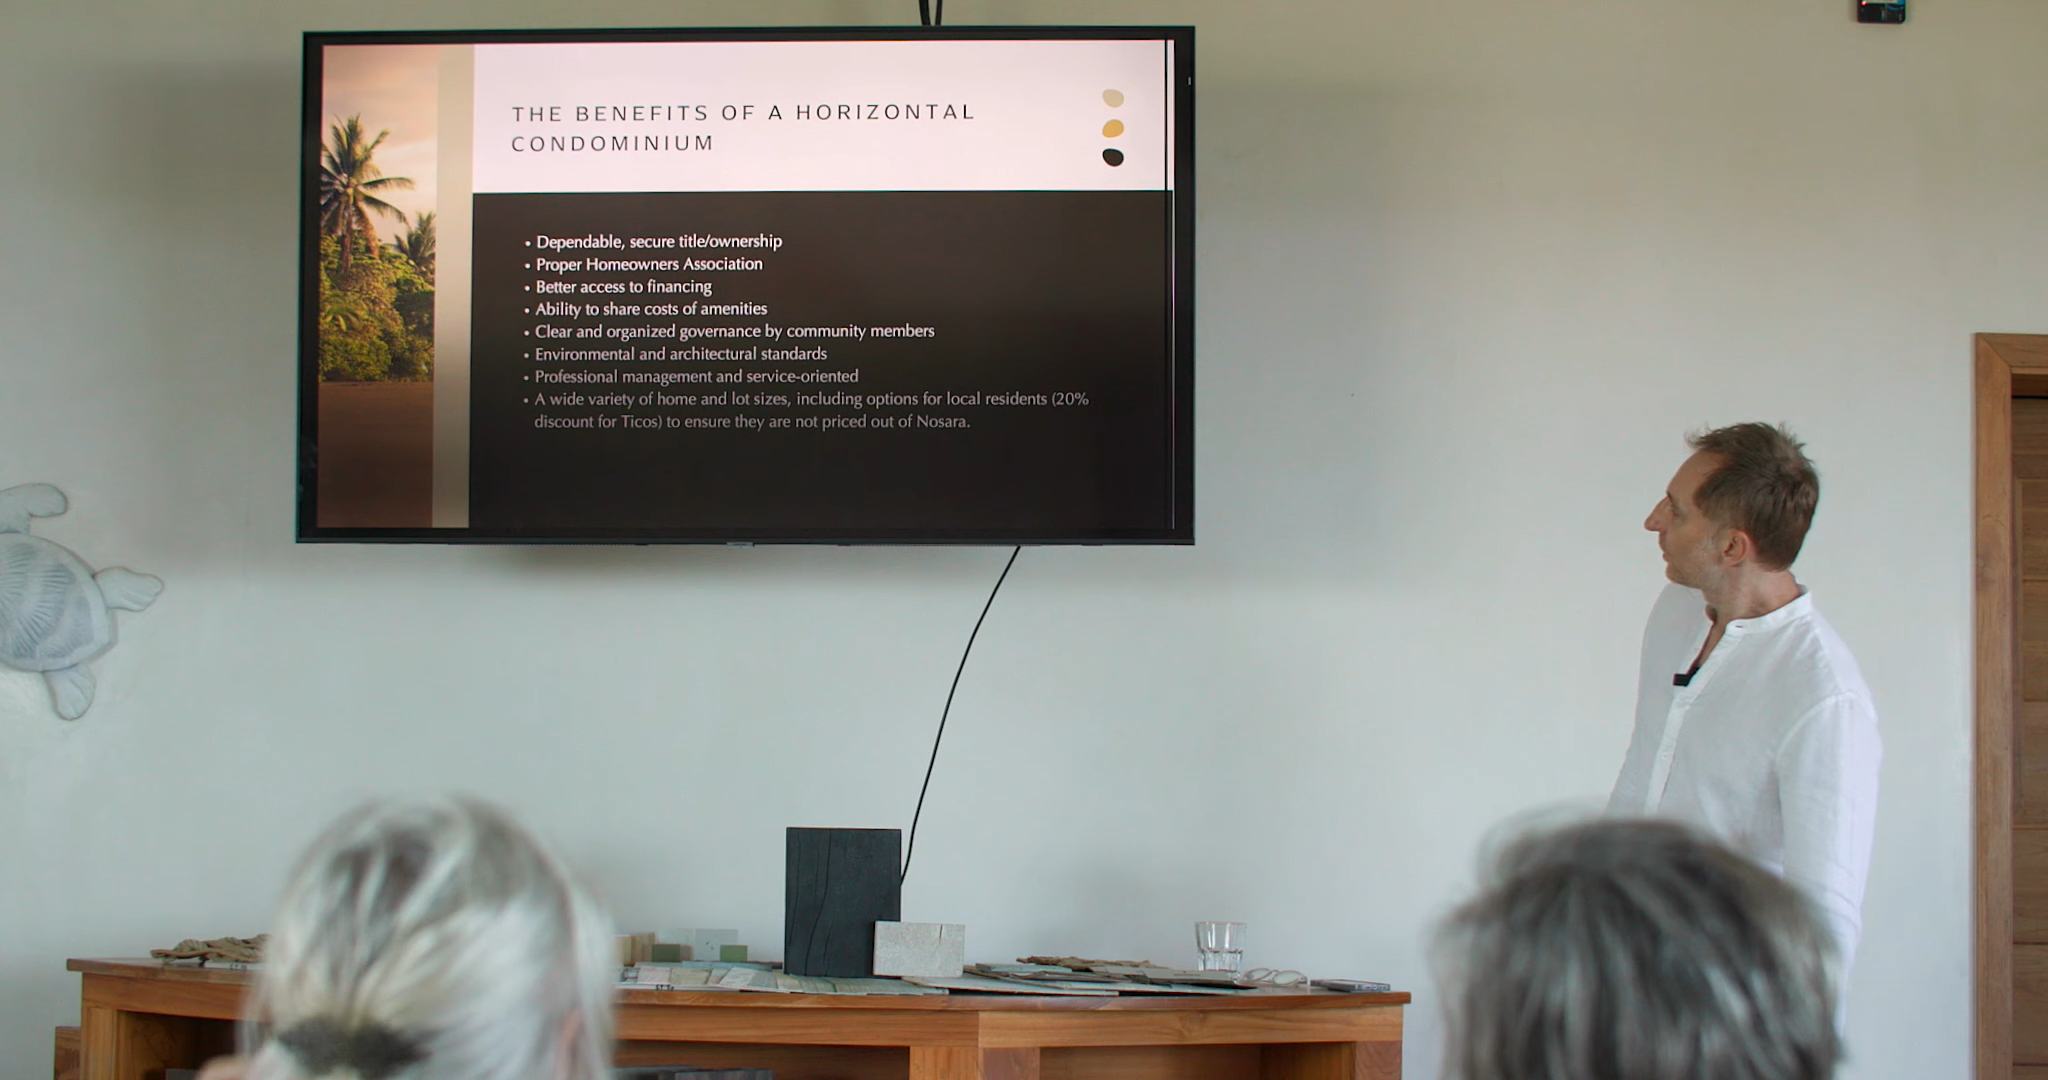 THE BENEFITS OF A HORIZONTAL
CONDOMINIUM
• Dependable, secure title/ownership
• Proper Homeowners Association
• Better access to financing
• Ability to share costs of amenities
• Clear and organized governance by community members
• Environmental and architectural standards
• Professional management and service-oriented
• A wide variety of home and lot sizes, including options for local residents (20%
discount for Ticos) to ensure they are not priced out of Nosara.